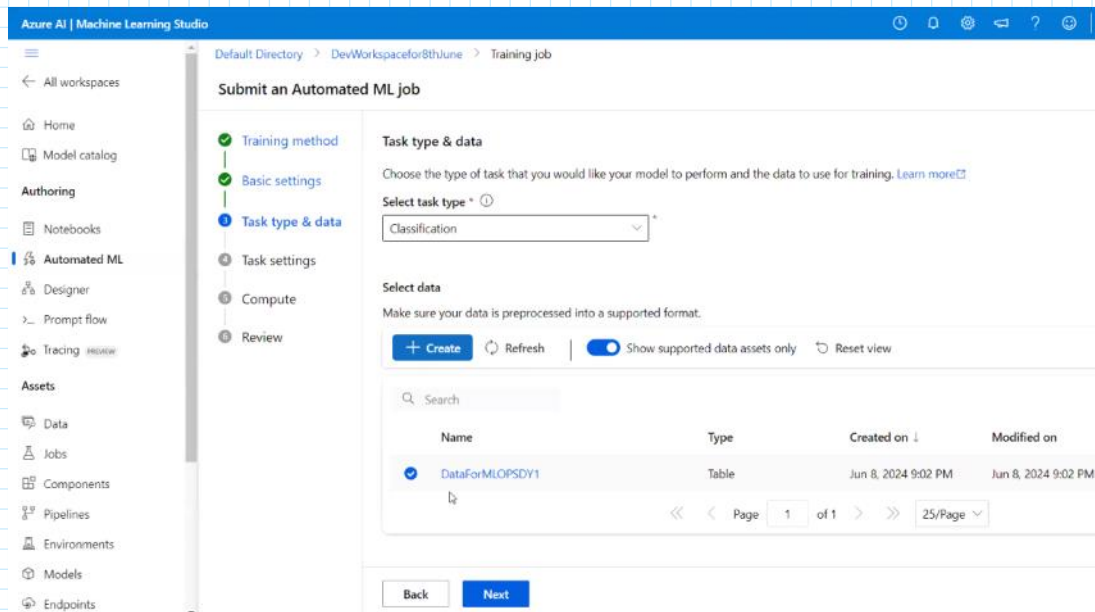 Azure AI | Machine Learning Studio
All workspaces
Home
Model catalog
Authoring
Notebooks
Automated ML
Designer
Prompt flow
Tracing PREVIEW
Assets
Data
Jobs
Components
Pipelines
Environments
Models
Endpoints
Default Directory > DevWorkspacefor8thJune > Training job
Submit an Automated ML job
Training method
Basic settings
3 Task type & data
4 Task settings
5 Compute
6 Review
Task type & data
Choose the type of task that you would like your model to perform and the data to use for training. Learn more
Select task type *
Classification *
Select data
Make sure your data is preprocessed into a supported format.
+ Create Refresh | Show supported data assets only Reset view
Search
Name Type Created on ↓ Modified on
DataForMLOPSDY1 Table Jun 8, 2024 9:02 PM Jun 8, 2024 9:02 PM
Page 1 of 1 25/Page
Back Next